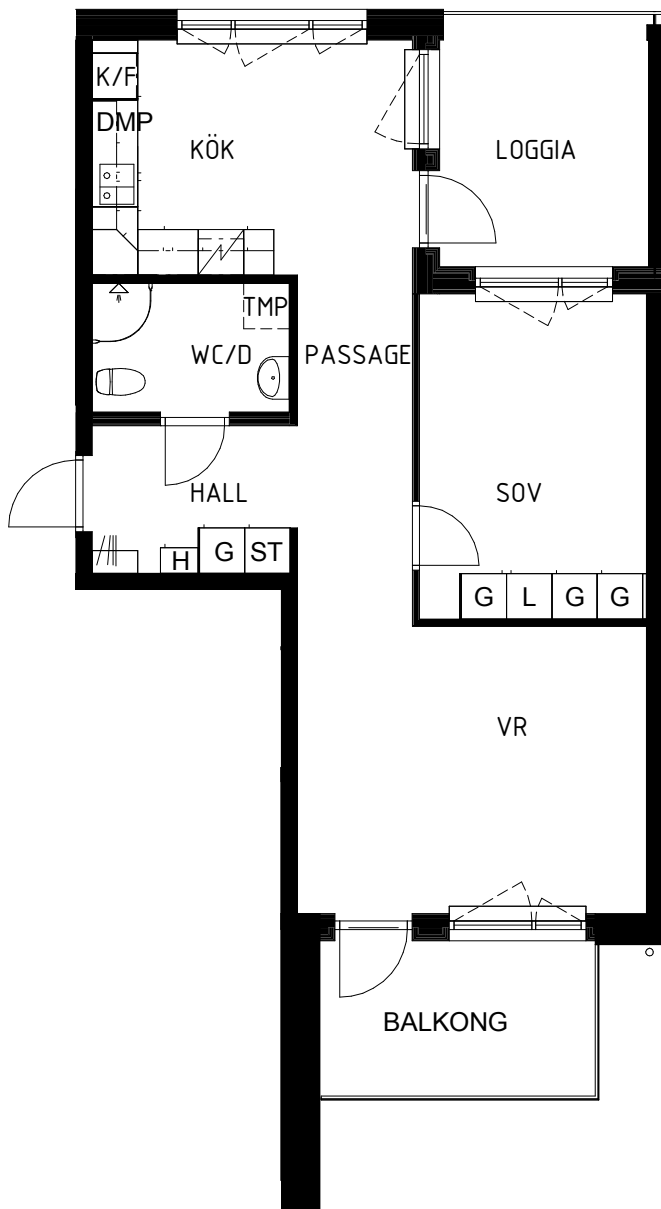 K/F
DMP
KÖK
LOGGIA
TMP
WC/D
PASSAGE
HALL
SOV
H
G
ST
G
L
G
G
VR
BALKONG